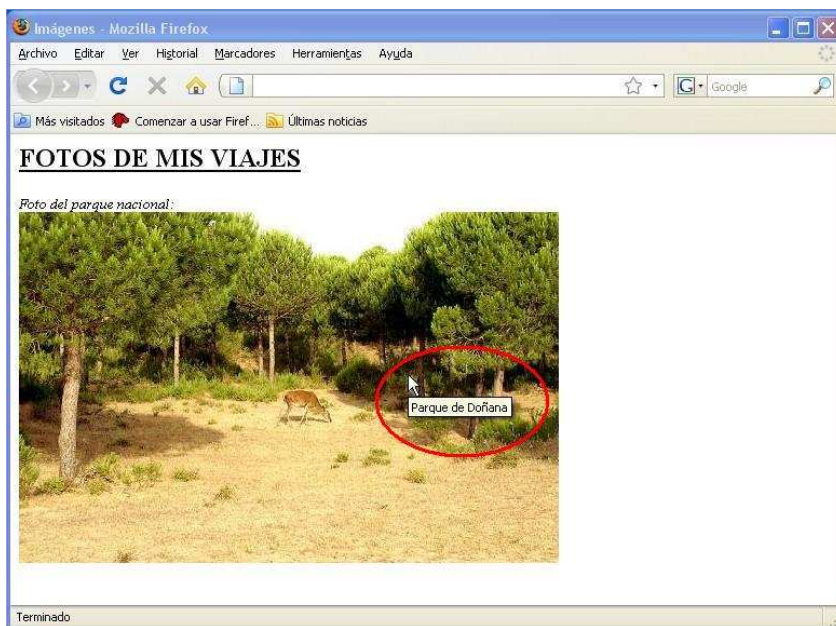 Imágenes - Mozilla Firefox
Archivo Editar Ver Historial Marcadores Herramientas Ayuda
G Google
Más visitados Comenzar a usar Firef... Últimas noticias
FOTOS DE MIS VIAJES
Foto del parque nacional:
Parque de Doñana
Terminado